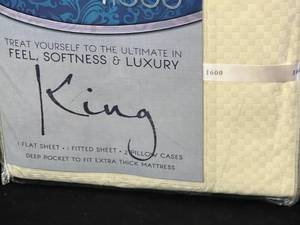 1600
TREAT YOURSELF TO THE ULTIMATE IN
FEEL, SOFTNESS & LUXURY
King
1 FLAT SHEET • 1 FITTED SHEET • 2 PILLOW CASES
DEEP POCKET TO FIT EXTRA THICK MATTRESS
1600